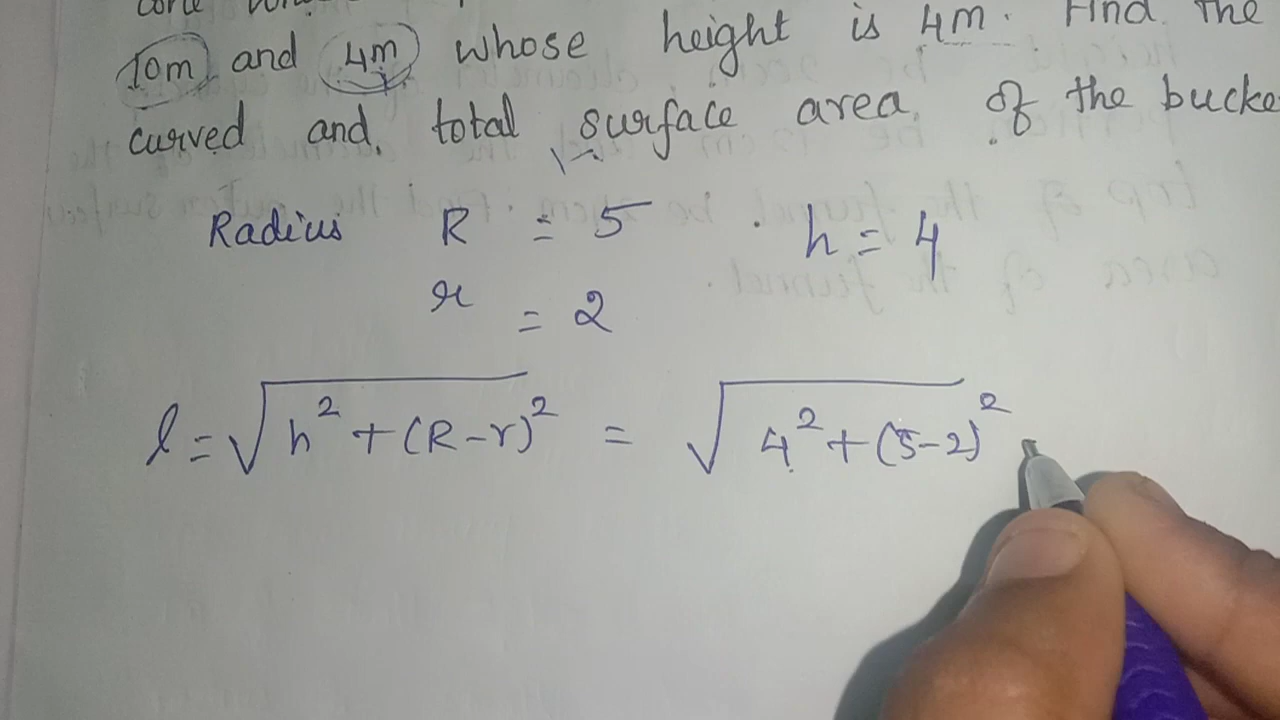 10m and 4m whose height is 4m. Find the
curved and total surface area of the bucke
Radius R = 5 h = 4
r = 2
l = √h² + (R-r)² = √4² + (5-2)²